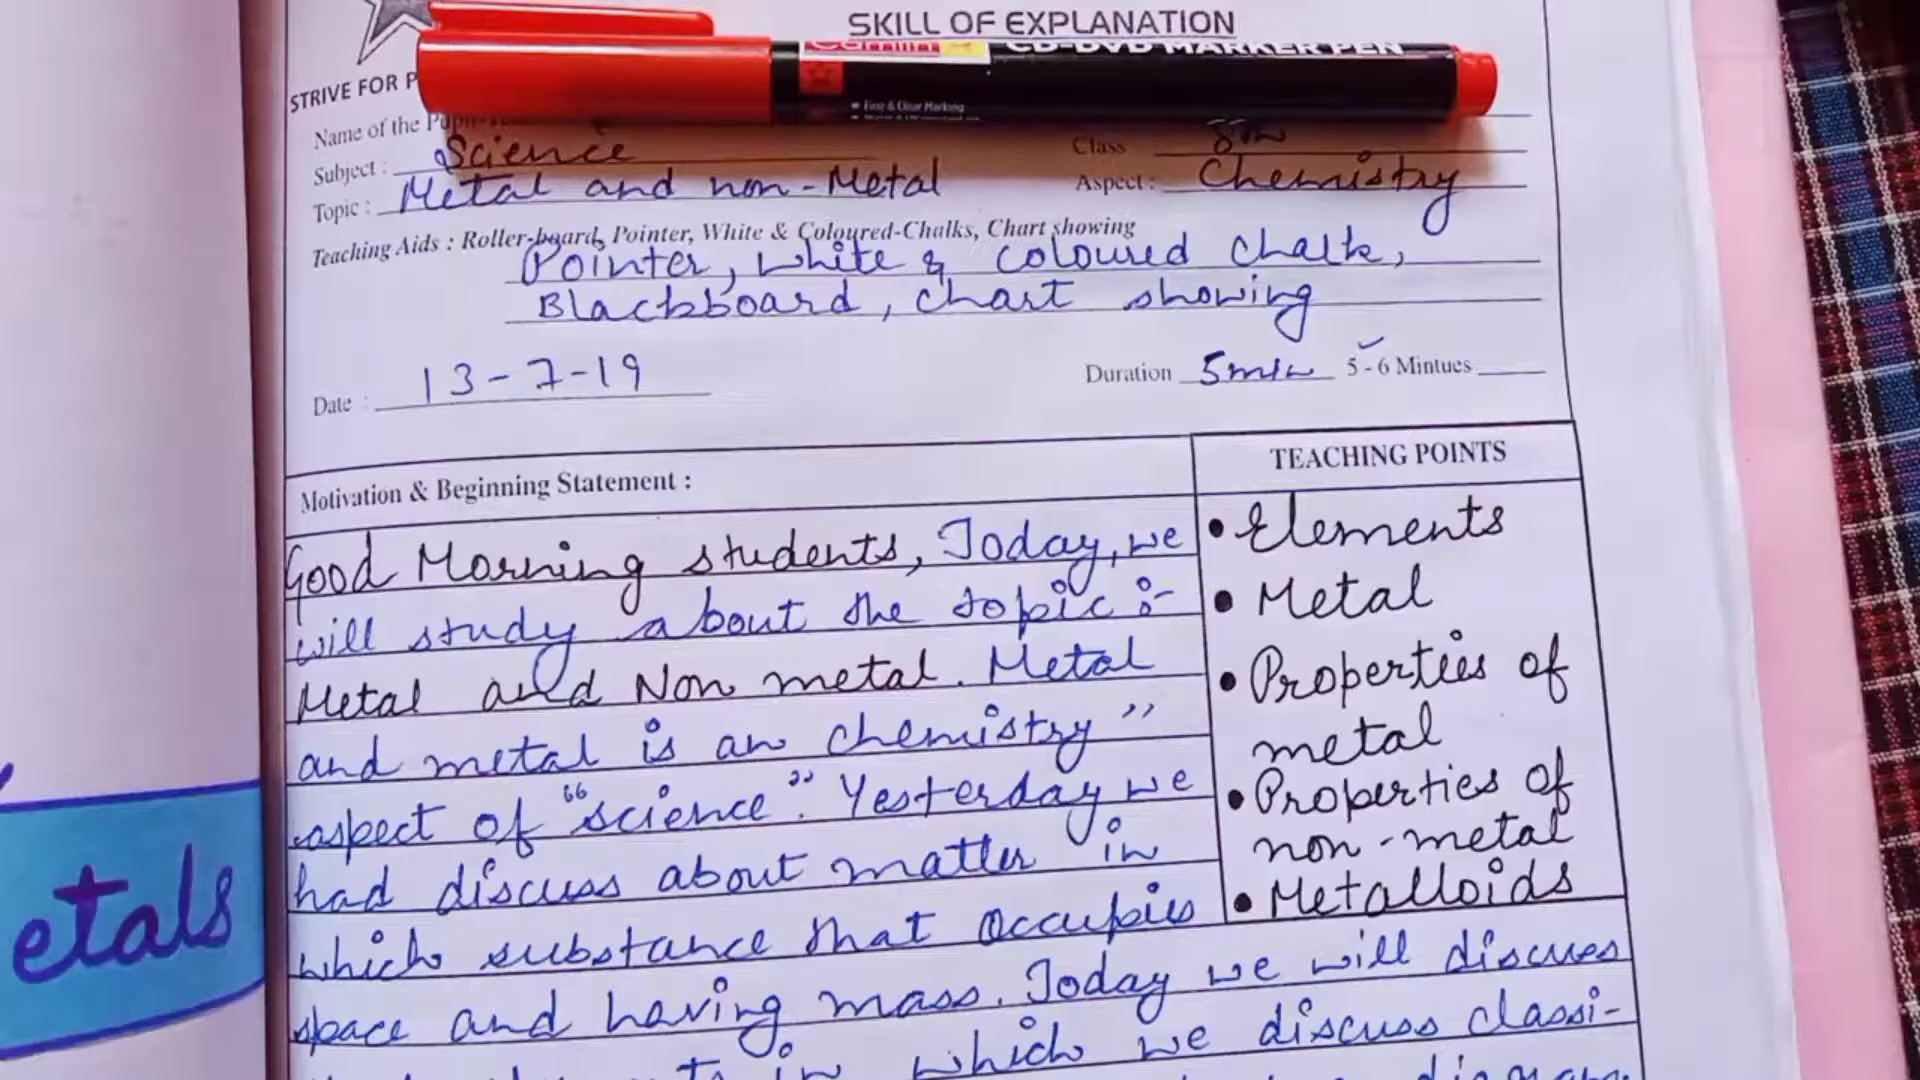 SKILL OF EXPLANATION
Camlin CD-DVD MARKER PEN
Fine & Clear Marking
STRIVE FOR P
Name of the Pupil
Subject : Science
Class 8th
Topic : Metal and non-Metal
Aspect : Chemistry
Teaching Aids : Roller-board, Pointer, White & Coloured-Chalks, Chart showing
Pointer, white & coloured chalk,
Blackboard, chart showing
Date : 13-7-19
Duration 5min 5 - 6 Mintues
Motivation & Beginning Statement :
Good Morning students, Today, we
will study about the topic :-
Metal and Non metal. Metal
and metal is an chemistry"
aspect of "science". Yesterday we
had discuss about matter in
which substance that occupies
space and having mass. Today we will discuss
in which we discuss classi-
TEACHING POINTS
• Elements
• Metal
• Properties of
metal
• Properties of
non-metal
• Metalloids
etals